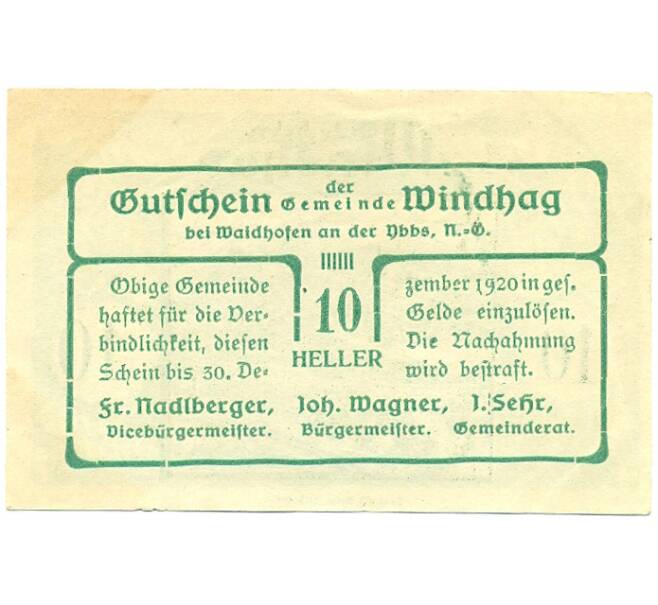 Gutschein der Gemeinde Windhag
bei Waidhofen an der Ybbs, N.-Ö.
Obige Gemeinde
haftet für die Ver-
bindlichkeit, diesen
Schein bis 30. De-
10
HELLER
zember 1920 in ges.
Gelde einzulösen.
Die Nachahmung
wird bestraft.
Fr. Nadlberger, Joh. Wagner, J. Sehr,
Vicebürgermeister. Bürgermeister. Gemeinderat.